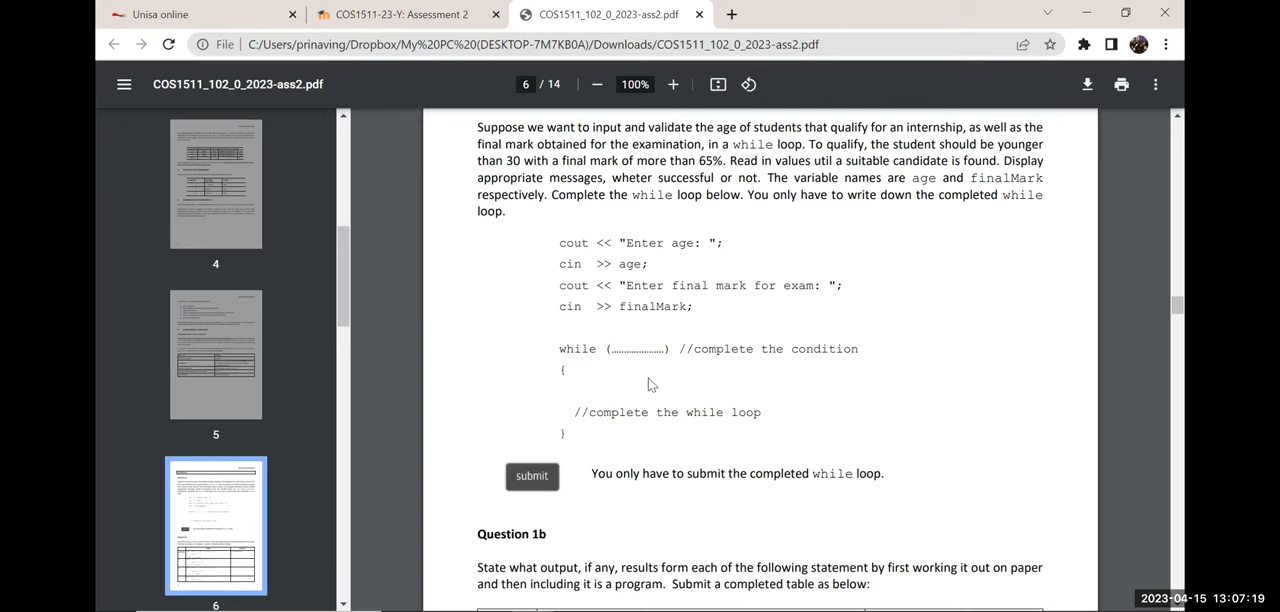 Unisa online
COS1511-23-Y: Assessment 2
COS1511_102_0_2023-ass2.pdf
File
C:/Users/prinaving/Dropbox/My%20PC%20(DESKTOP-7M7KB0A)/Downloads/COS1511_102_0_2023-ass2.pdf
COS1511_102_0_2023-ass2.pdf
6 / 14
100%
4
5
6
Suppose we want to input and validate the age of students that qualify for an internship, as well as the
final mark obtained for the examination, in a while loop. To qualify, the student should be younger
than 30 with a final mark of more than 65%. Read in values util a suitable candidate is found. Display
appropriate messages, wheter successful or not. The variable names are age and finalMark
respectively. Complete the while loop below. You only have to write down the completed while
loop.
cout << "Enter age: ";
cin >> age;
cout << "Enter final mark for exam: ";
cin >> finalMark;
while (.....................) //complete the condition
{
//complete the while loop
}
submit
You only have to submit the completed while loop.
Question 1b
State what output, if any, results form each of the following statement by first working it out on paper
and then including it is a program. Submit a completed table as below:
2023-04-15 13:07:19